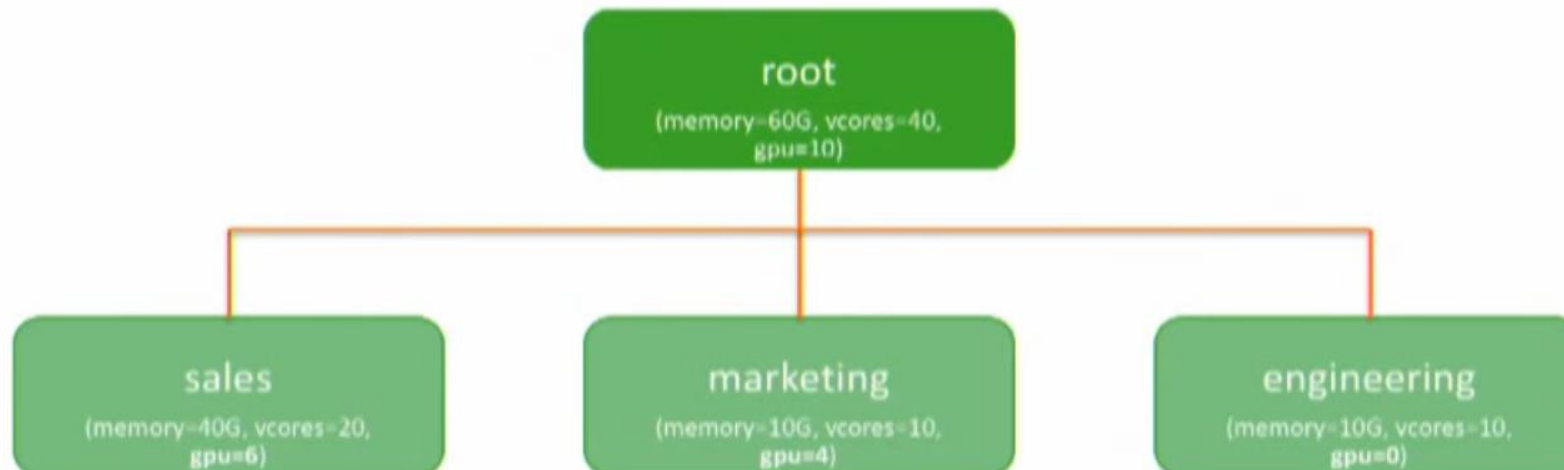 root
(memory=60G, vcores=40,
gpu=10)
sales
(memory=40G, vcores=20,
gpu=6)
marketing
(memory=10G, vcores=10,
gpu=4)
engineering
(memory=10G, vcores=10,
gpu=0)